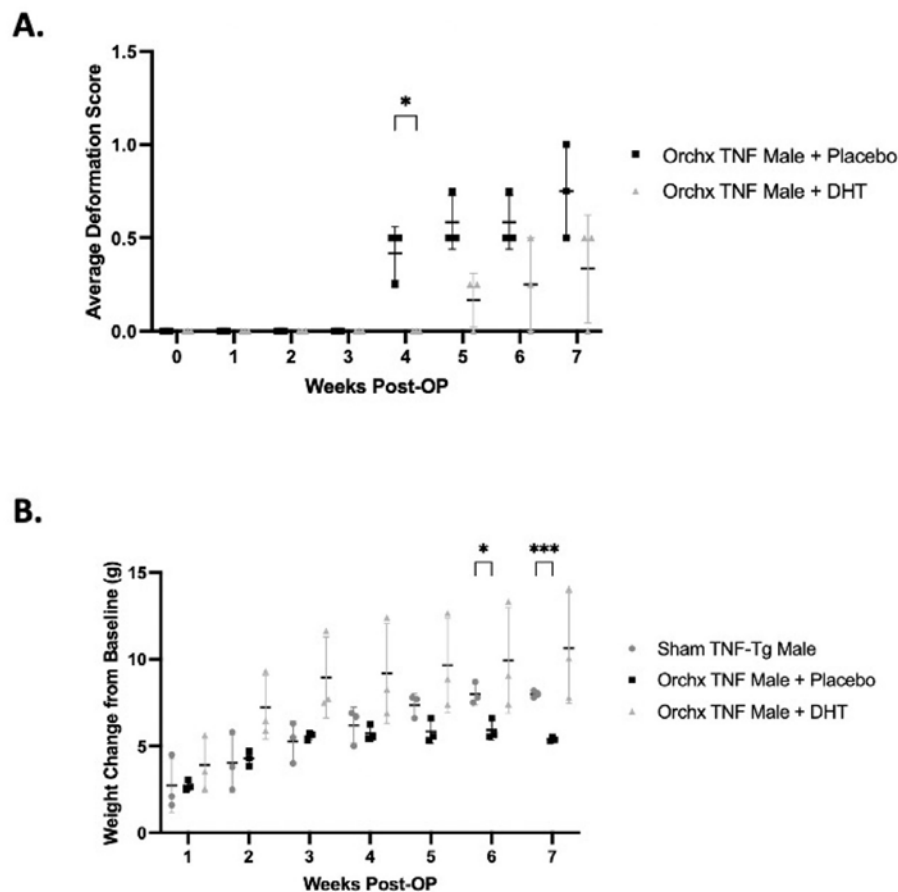 A.
Average Deformation Score
1.5
1.0
0.5
0.0
*
0 1 2 3 4 5 6 7
Weeks Post-OP
Orchx TNF Male + Placebo
Orchx TNF Male + DHT
B.
Weight Change from Baseline (g)
15
10
5
0
* ***
1 2 3 4 5 6 7
Weeks Post-OP
Sham TNF-Tg Male
Orchx TNF Male + Placebo
Orchx TNF Male + DHT